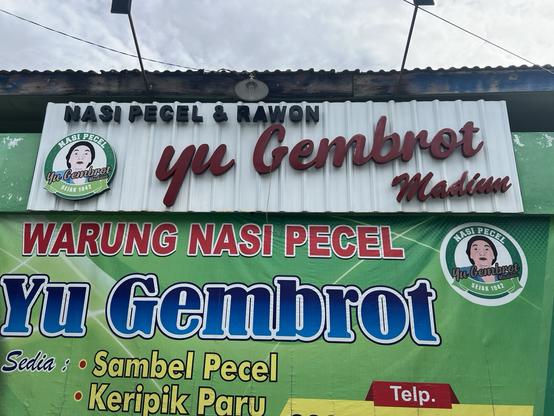 NASI PECEL & RAWON
Yu Gembrot
Madiun
NASI PECEL
Yu Gembrot
SEJAK 1942
WARUNG NASI PECEL
Yu Gembrot
NASI PECEL
Yu Gembrot
SEJAK 1942
Sedia :
• Sambel Pecel
• Keripik Paru
Telp.